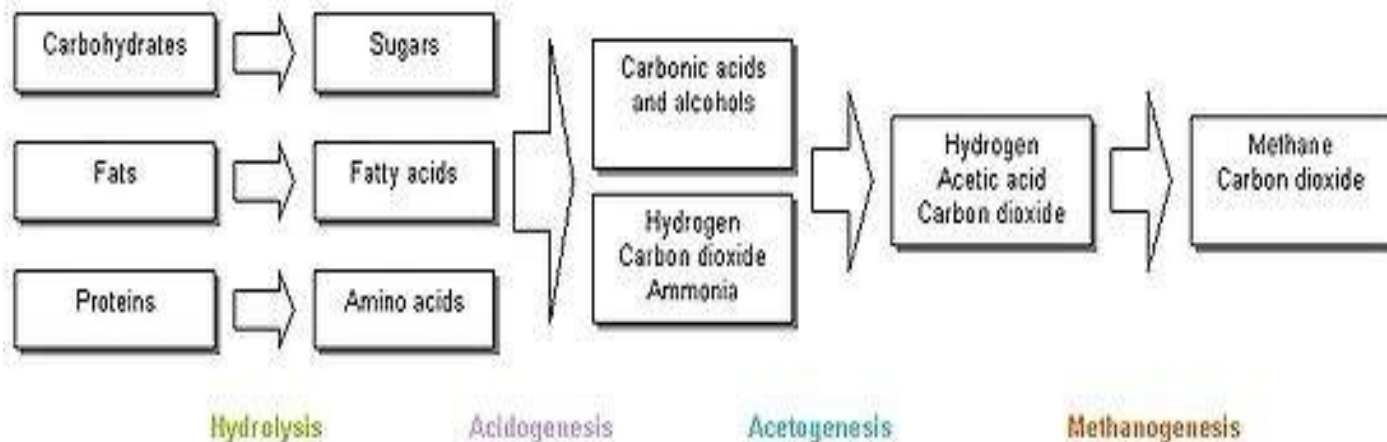 Carbohydrates
Sugars
Fats
Fatty acids
Proteins
Amino acids
Carbonic acids
and alcohols
Hydrogen
Carbon dioxide
Ammonia
Hydrogen
Acetic acid
Carbon dioxide
Methane
Carbon dioxide
Hydrolysis
Acidogenesis
Acetogenesis
Methanogenesis